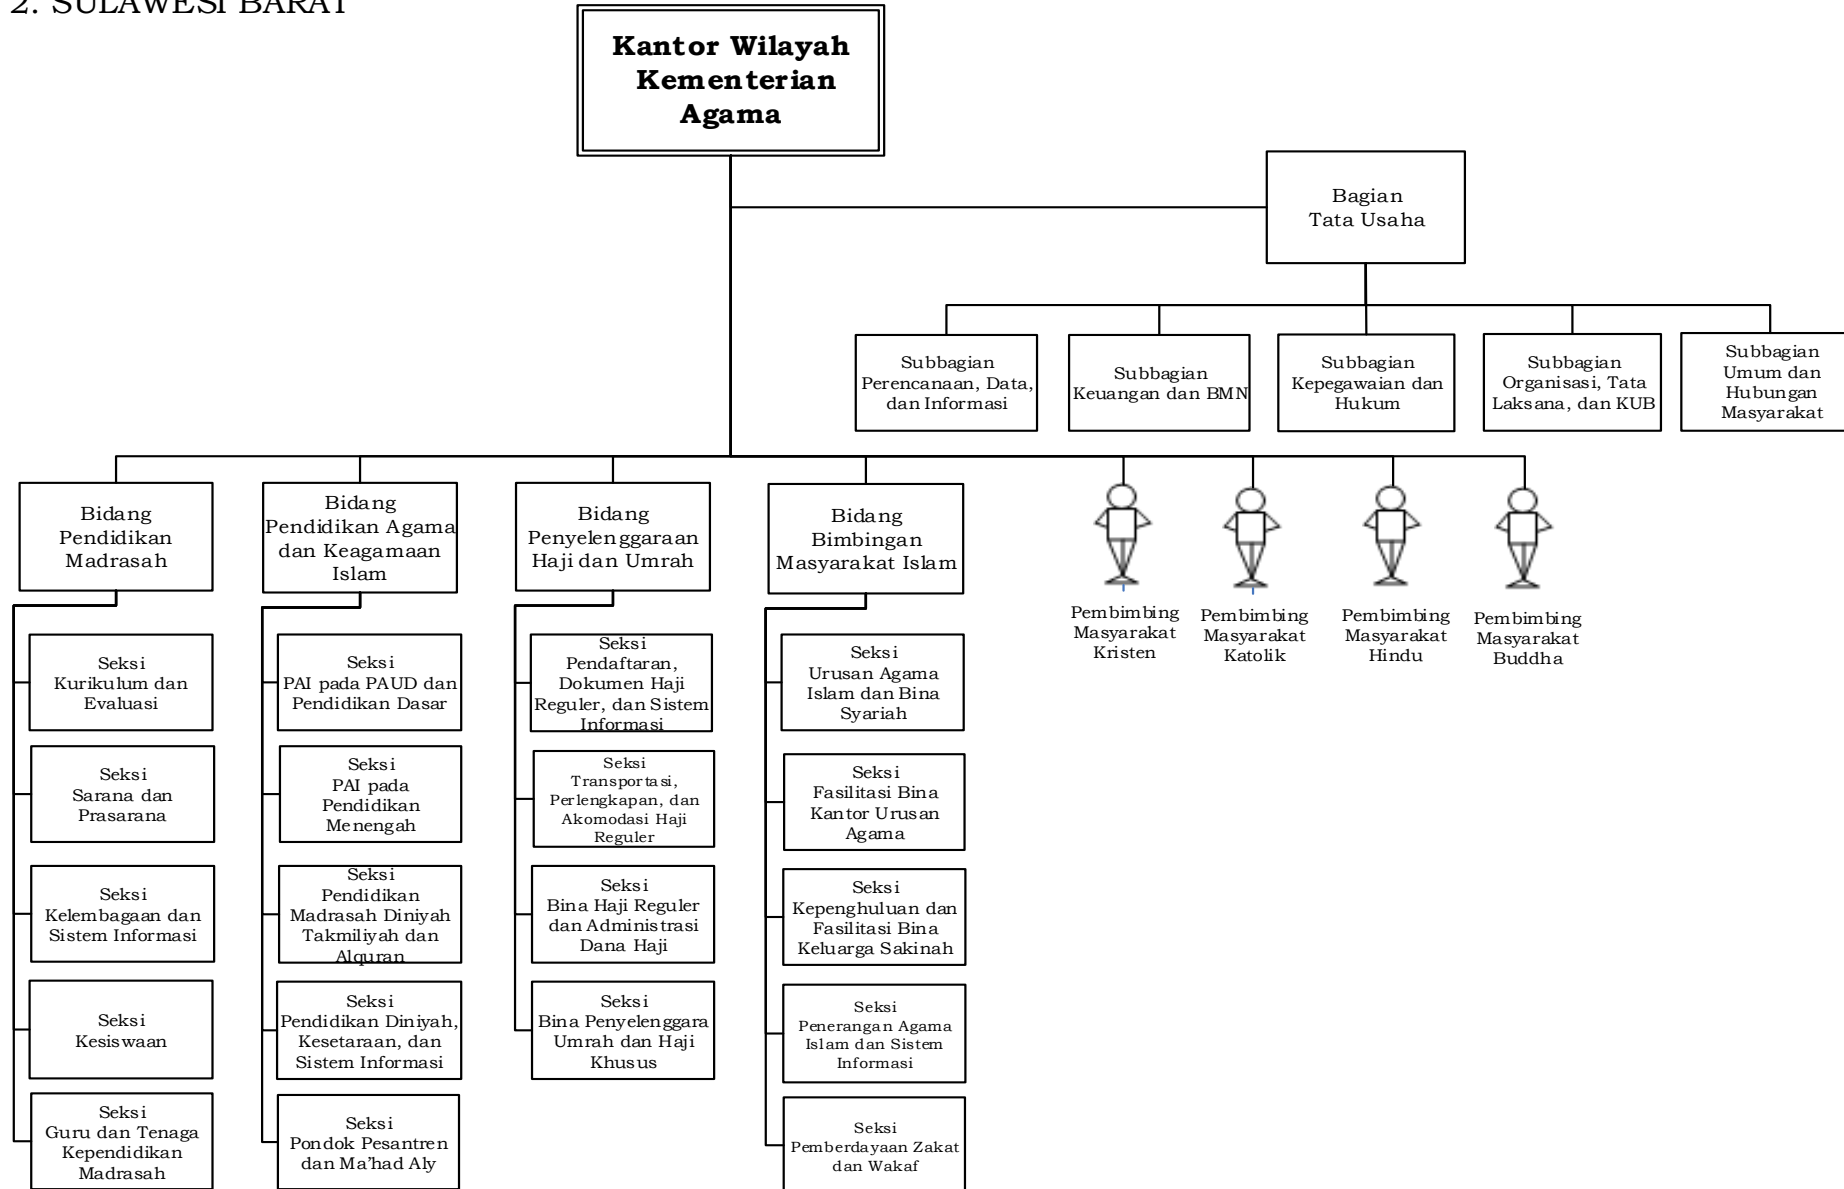 2. SULAWESI BARAT
Kantor Wilayah
Kementerian
Agama
Bagian
Tata Usaha
Subbagian
Perencanaan, Data,
dan Informasi
Subbagian
Keuangan dan BMN
Subbagian
Kepegawaian dan
Hukum
Subbagian
Organisasi, Tata
Laksana, dan KUB
Subbagian
Umum dan
Hubungan
Masyarakat
Bidang
Pendidikan
Madrasah
Bidang
Pendidikan Agama
dan Keagamaan
Islam
Bidang
Penyelenggaraan
Haji dan Umrah
Bidang
Bimbingan
Masyarakat Islam
Pembimbing
Masyarakat
Kristen
Pembimbing
Masyarakat
Katolik
Pembimbing
Masyarakat
Hindu
Pembimbing
Masyarakat
Buddha
Seksi
Kurikulum dan
Evaluasi
Seksi
Sarana dan
Prasarana
Seksi
Kelembagaan dan
Sistem Informasi
Seksi
Kesiswaan
Seksi
Guru dan Tenaga
Kependidikan
Madrasah
Seksi
PAI pada PAUD dan
Pendidikan Dasar
Seksi
PAI pada
Pendidikan
Menengah
Seksi
Pendidikan
Madrasah Diniyah
Takmiliyah dan
Alquran
Seksi
Pendidikan Diniyah,
Kesetaraan, dan
Sistem Informasi
Seksi
Pondok Pesantren
dan Ma’had Aly
Seksi
Pendaftaran,
Dokumen Haji
Reguler, dan Sistem
Informasi
Seksi
Transportasi,
Perlengkapan, dan
Akomodasi Haji
Reguler
Seksi
Bina Haji Reguler
dan Administrasi
Dana Haji
Seksi
Bina Penyelenggara
Umrah dan Haji
Khusus
Seksi
Urusan Agama
Islam dan Bina
Syariah
Seksi
Fasilitasi Bina
Kantor Urusan
Agama
Seksi
Kepenghuluan dan
Fasilitasi Bina
Keluarga Sakinah
Seksi
Penerangan Agama
Islam dan Sistem
Informasi
Seksi
Pemberdayaan Zakat
dan Wakaf